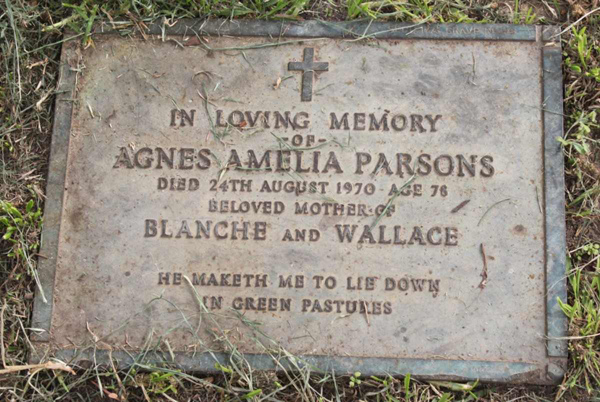 IN LOVING MEMORY
OF
AGNES AMELIA PARSONS
DIED 24TH AUGUST 1970 AGE 76
BELOVED MOTHER OF
BLANCHE AND WALLACE
HE MAKETH ME TO LIE DOWN
IN GREEN PASTURES